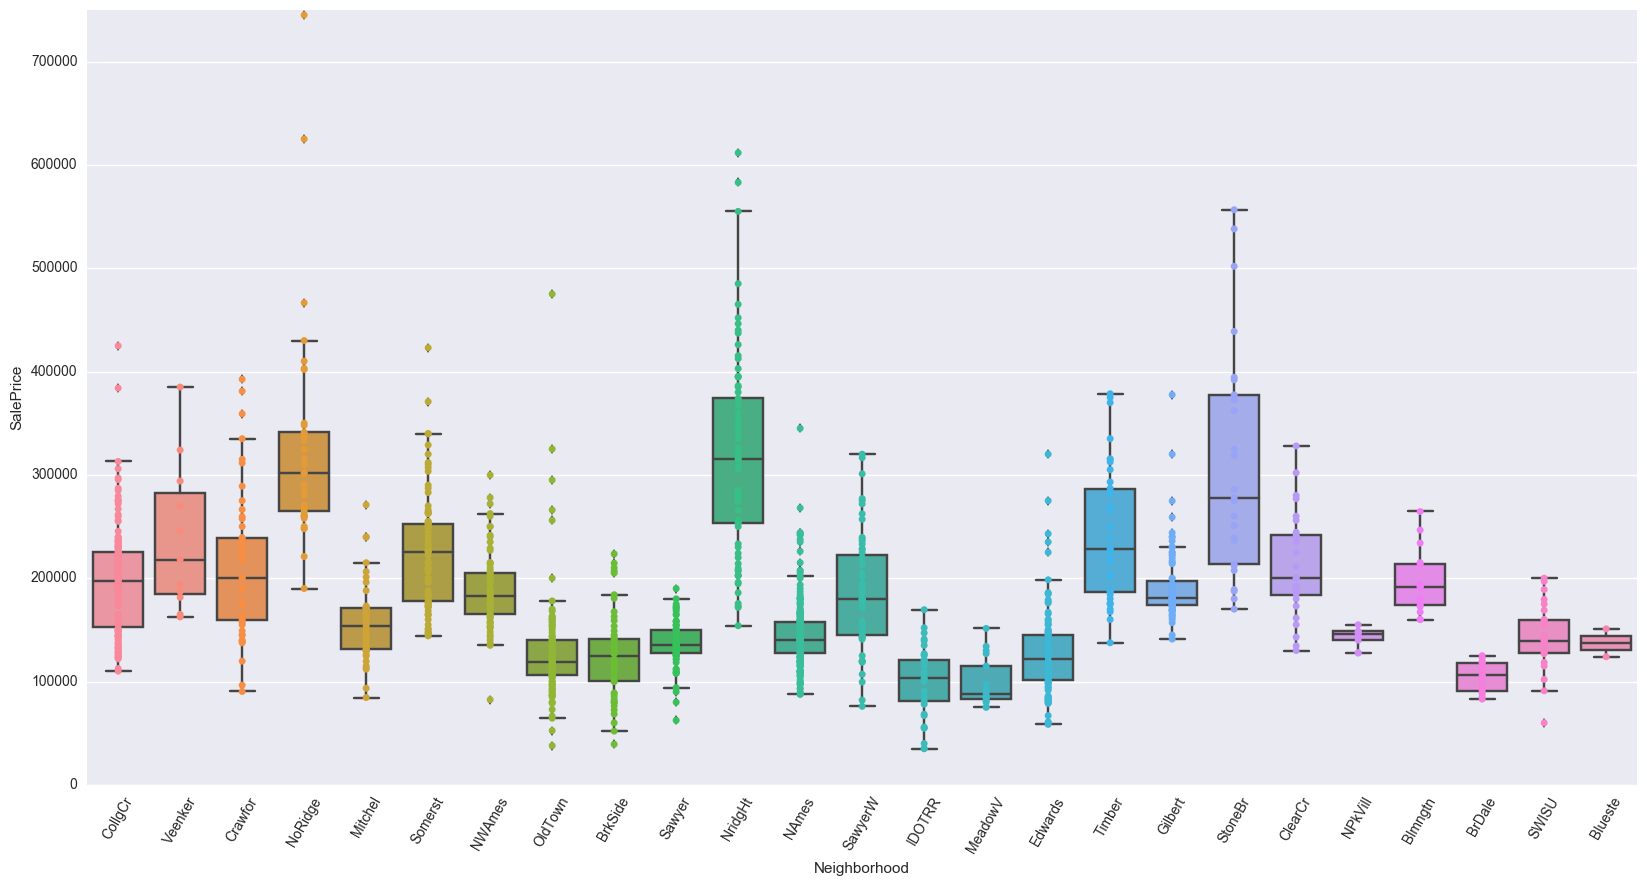 700000
600000
500000
400000
300000
200000
100000
0
SalePrice
CollgCr
Veenker
Crawfor
NoRidge
Mitchel
Somerst
NWAmes
OldTown
BrkSide
Sawyer
NridgHt
NAmes
SawyerW
IDOTRR
MeadowV
Edwards
Timber
Gilbert
StoneBr
ClearCr
NPkVill
Blmngtn
BrDale
SWISU
Blueste
Neighborhood